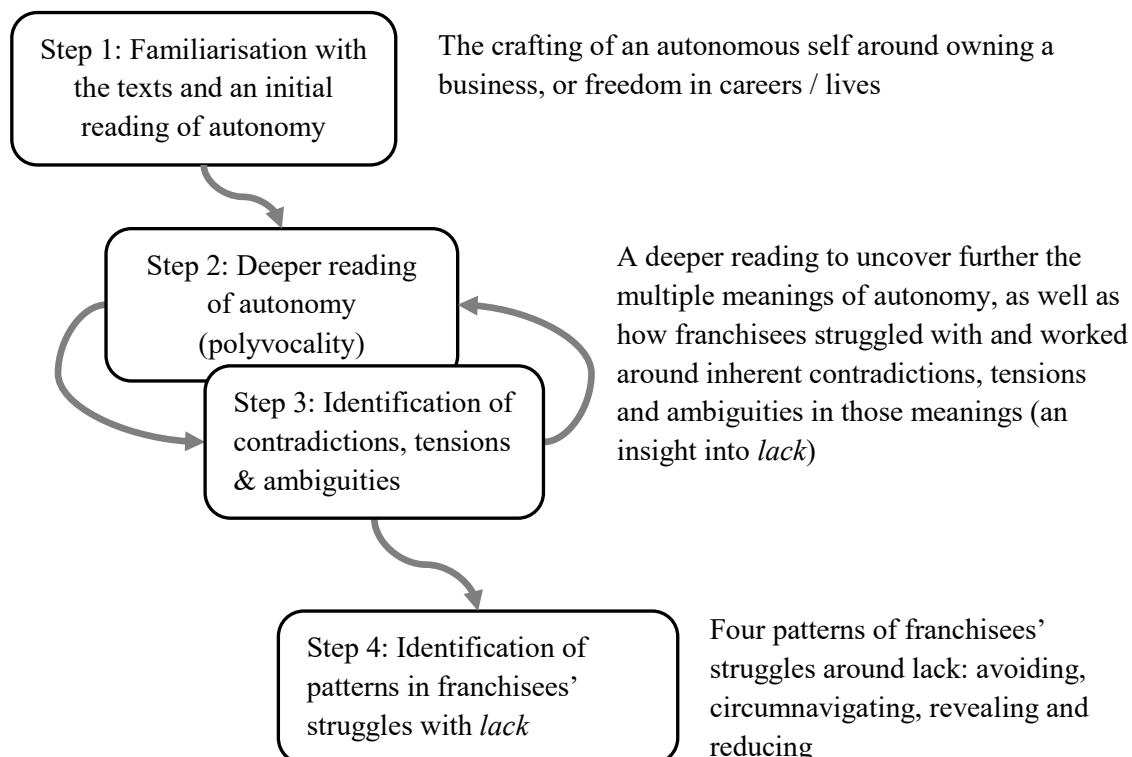 Step 1: Familiarisation with
the texts and an initial
reading of autonomy
The crafting of an autonomous self around owning a
business, or freedom in careers / lives
Step 2: Deeper reading
of autonomy
(polyvocality)
Step 3: Identification of
contradictions, tensions
& ambiguities
A deeper reading to uncover further the
multiple meanings of autonomy, as well as
how franchisees struggled with and worked
around inherent contradictions, tensions
and ambiguities in those meanings (an
insight into lack)
Step 4: Identification of
patterns in franchisees’
struggles with lack
Four patterns of franchisees’
struggles around lack: avoiding,
circumnavigating, revealing and
reducing